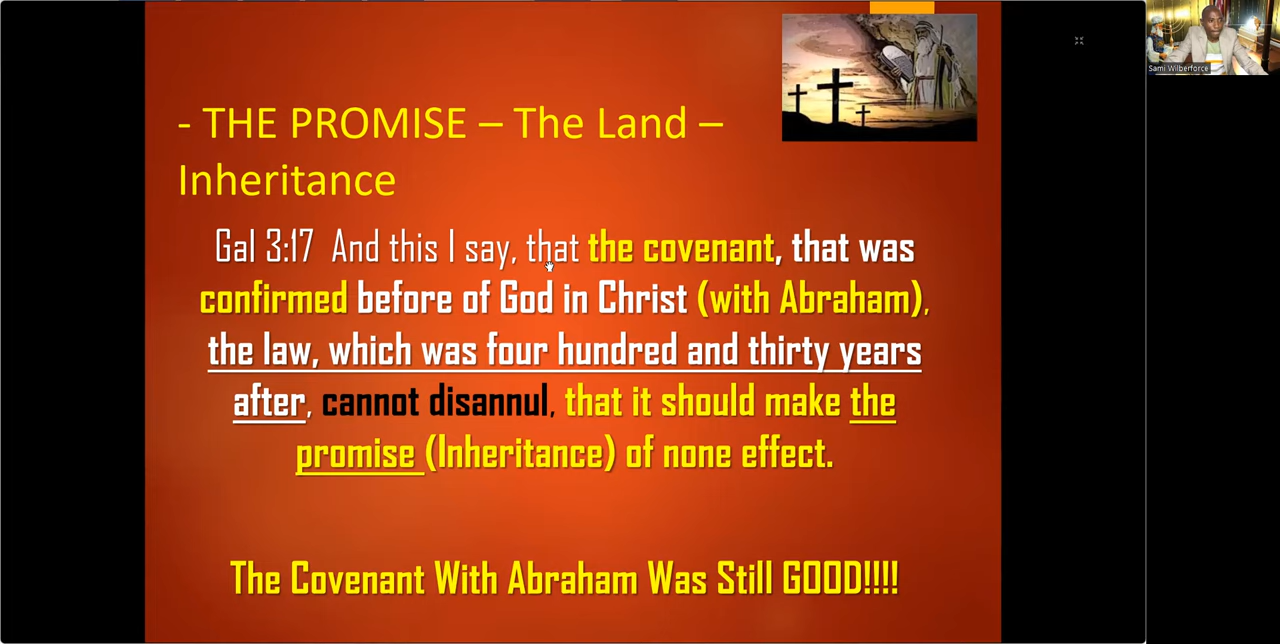 - THE PROMISE – The Land –
Inheritance
Gal 3:17 And this I say, that the covenant, that was
confirmed before of God in Christ (with Abraham),
the law, which was four hundred and thirty years
after, cannot disannul, that it should make the
promise (Inheritance) of none effect.
The Covenant With Abraham Was Still GOOD!!!!
Sami Wilberforce